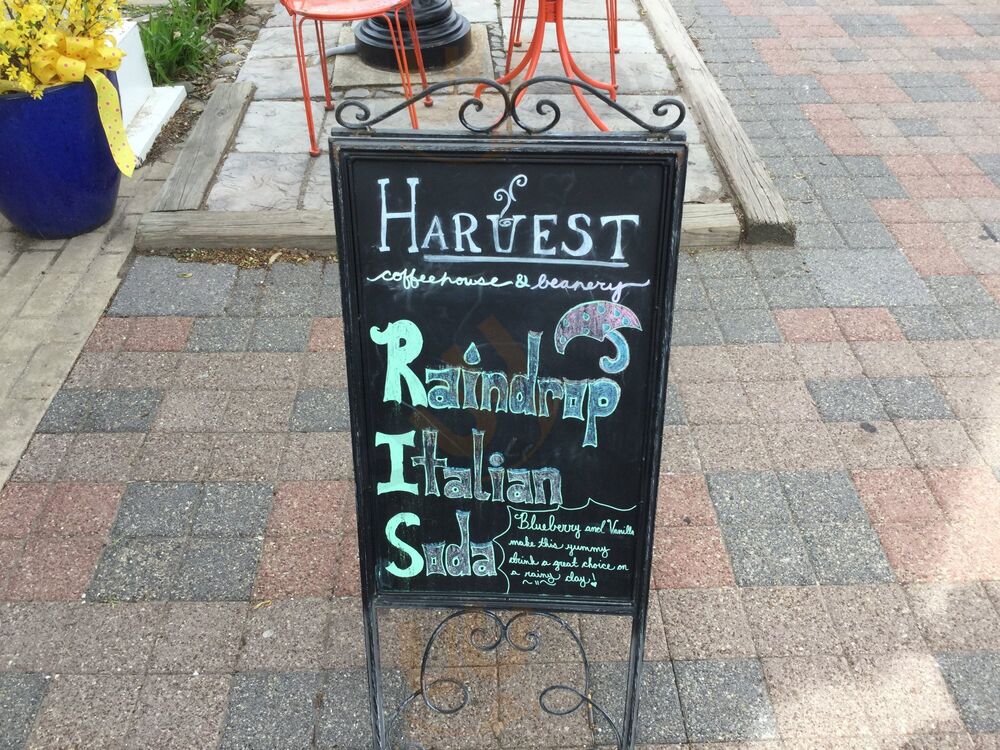 HARVEST
coffeehouse & beanery
Raindrop
Italian
Soda
Blueberry and Vanilla
make this yummy
drink a great choice on
a rainy day!